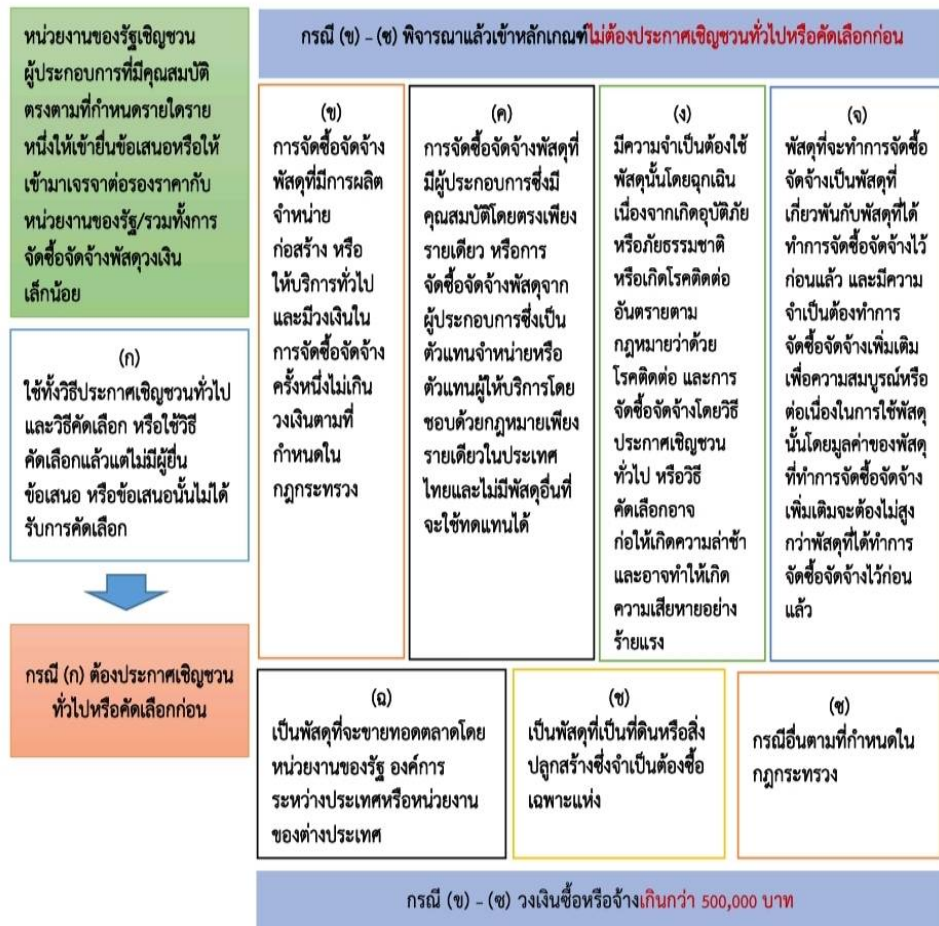 หน่วยงานของรัฐเชิญชวน
ผู้ประกอบการที่มีคุณสมบัติ
ตรงตามที่กำหนดรายใดราย
หนึ่งให้เข้ายื่นข้อเสนอหรือให้
เข้ามาเจรจาต่อรองราคากับ
หน่วยงานของรัฐ/รวมทั้งการ
จัดซื้อจัดจ้างพัสดุวงเงิน
เล็กน้อย
(ก)
ใช้ทั้งวิธีประกาศเชิญชวนทั่วไป
และวิธีคัดเลือก หรือใช้วิธี
คัดเลือกแล้วแต่ไม่มีผู้ยื่น
ข้อเสนอ หรือข้อเสนอนั้นไม่ได้
รับการคัดเลือก
กรณี (ก) ต้องประกาศเชิญชวน
ทั่วไปหรือคัดเลือกก่อน
กรณี (ข) – (ซ) พิจารณาแล้วเข้าหลักเกณฑ์ไม่ต้องประกาศเชิญชวนทั่วไปหรือคัดเลือกก่อน
(ข)
การจัดซื้อจัดจ้าง
พัสดุที่มีการผลิต
จำหน่าย
ก่อสร้าง หรือ
ให้บริการทั่วไป
และมีวงเงินใน
การจัดซื้อจัดจ้าง
ครั้งหนึ่งไม่เกิน
วงเงินตามที่
กำหนดใน
กฎกระทรวง
(ค)
การจัดซื้อจัดจ้างพัสดุที่
มีผู้ประกอบการซึ่งมี
คุณสมบัติโดยตรงเพียง
รายเดียว หรือการ
จัดซื้อจัดจ้างพัสดุจาก
ผู้ประกอบการซึ่งเป็น
ตัวแทนจำหน่ายหรือ
ตัวแทนผู้ให้บริการโดย
ชอบด้วยกฎหมายเพียง
รายเดียวในประเทศ
ไทยและไม่มีพัสดุอื่นที่
จะใช้ทดแทนได้
(ง)
มีความจำเป็นต้องใช้
พัสดุนั้นโดยฉุกเฉิน
เนื่องจากเกิดอุบัติภัย
หรือภัยธรรมชาติ
หรือเกิดโรคติดต่อ
อันตรายตาม
กฎหมายว่าด้วย
โรคติดต่อ และการ
จัดซื้อจัดจ้างโดยวิธี
ประกาศเชิญชวน
ทั่วไป หรือวิธี
คัดเลือกอาจ
ก่อให้เกิดความล่าช้า
และอาจทำให้เกิด
ความเสียหายอย่าง
ร้ายแรง
(จ)
พัสดุที่จะทำการจัดซื้อ
จัดจ้างเป็นพัสดุที่
เกี่ยวพันกับพัสดุที่ได้
ทำการจัดซื้อจัดจ้างไว้
ก่อนแล้ว และมีความ
จำเป็นต้องทำการ
จัดซื้อจัดจ้างเพิ่มเติม
เพื่อความสมบูรณ์หรือ
ต่อเนื่องในการใช้พัสดุ
นั้นโดยมูลค่าของพัสดุ
ที่ทำการจัดซื้อจัดจ้าง
เพิ่มเติมจะต้องไม่สูง
กว่าพัสดุที่ได้ทำการ
จัดซื้อจัดจ้างไว้ก่อน
แล้ว
(ฉ)
เป็นพัสดุที่จะขายทอดตลาดโดย
หน่วยงานของรัฐ องค์การ
ระหว่างประเทศหรือหน่วยงาน
ของต่างประเทศ
(ช)
เป็นพัสดุที่เป็นที่ดินหรือสิ่ง
ปลูกสร้างซึ่งจำเป็นต้องซื้อ
เฉพาะแห่ง
(ซ)
กรณีอื่นตามที่กำหนดใน
กฎกระทรวง
กรณี (ข) – (ซ) วงเงินซื้อหรือจ้างเกินกว่า 500,000 บาท